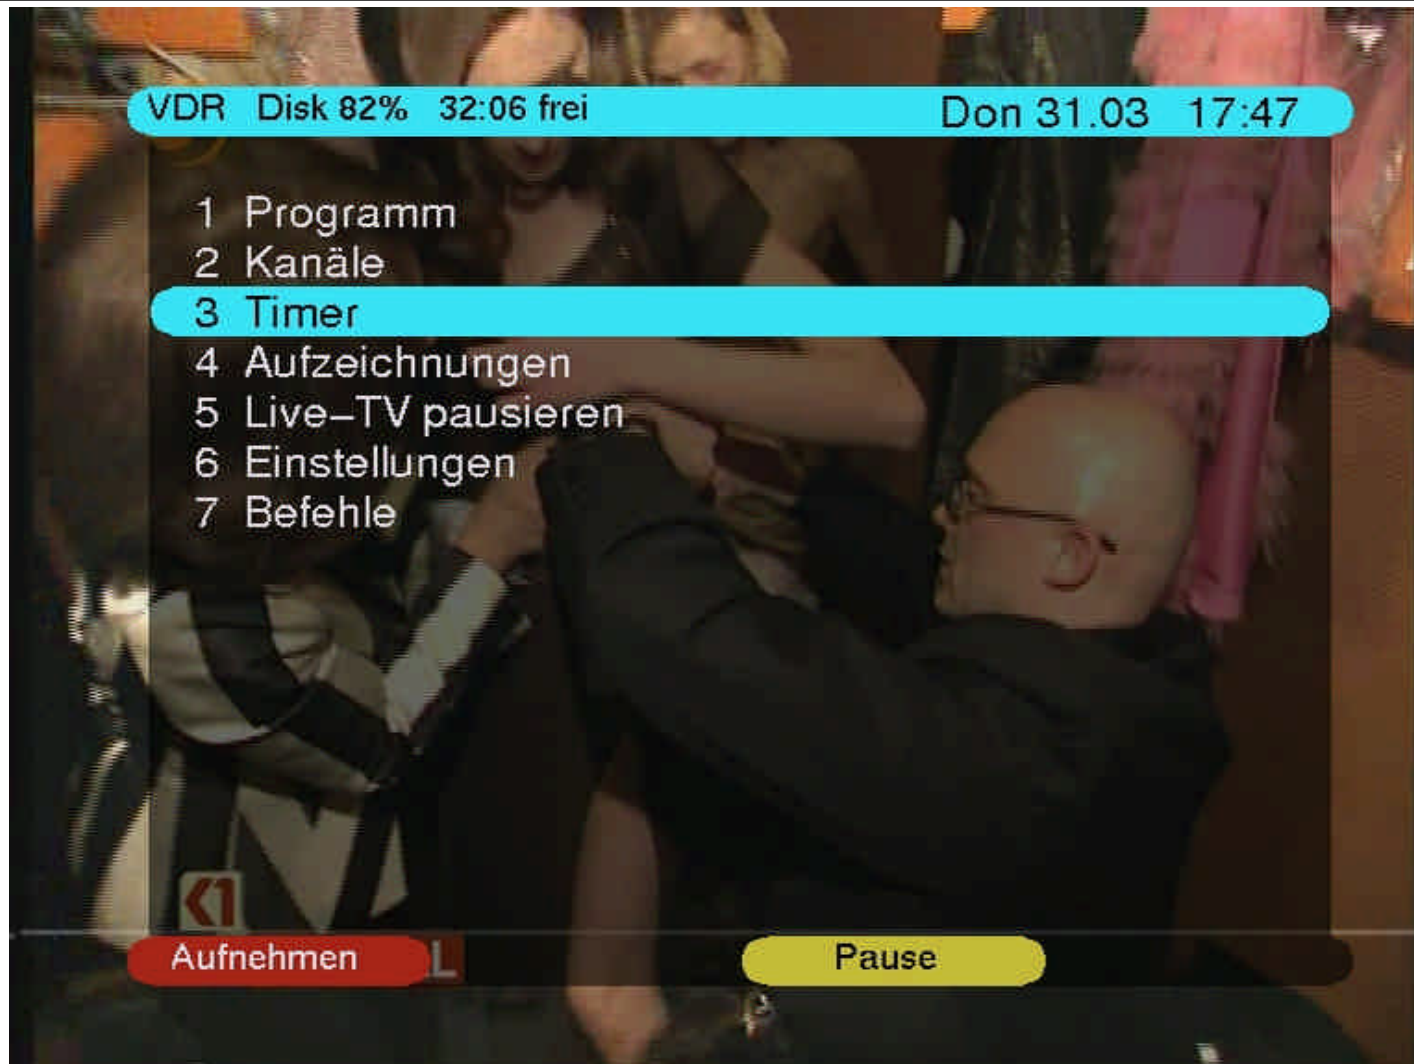 VDR Disk 82% 32:06 frei Don 31.03 17:47
1 Programm
2 Kanäle
3 Timer
4 Aufzeichnungen
5 Live-TV pausieren
6 Einstellungen
7 Befehle
K1
Aufnehmen L Pause